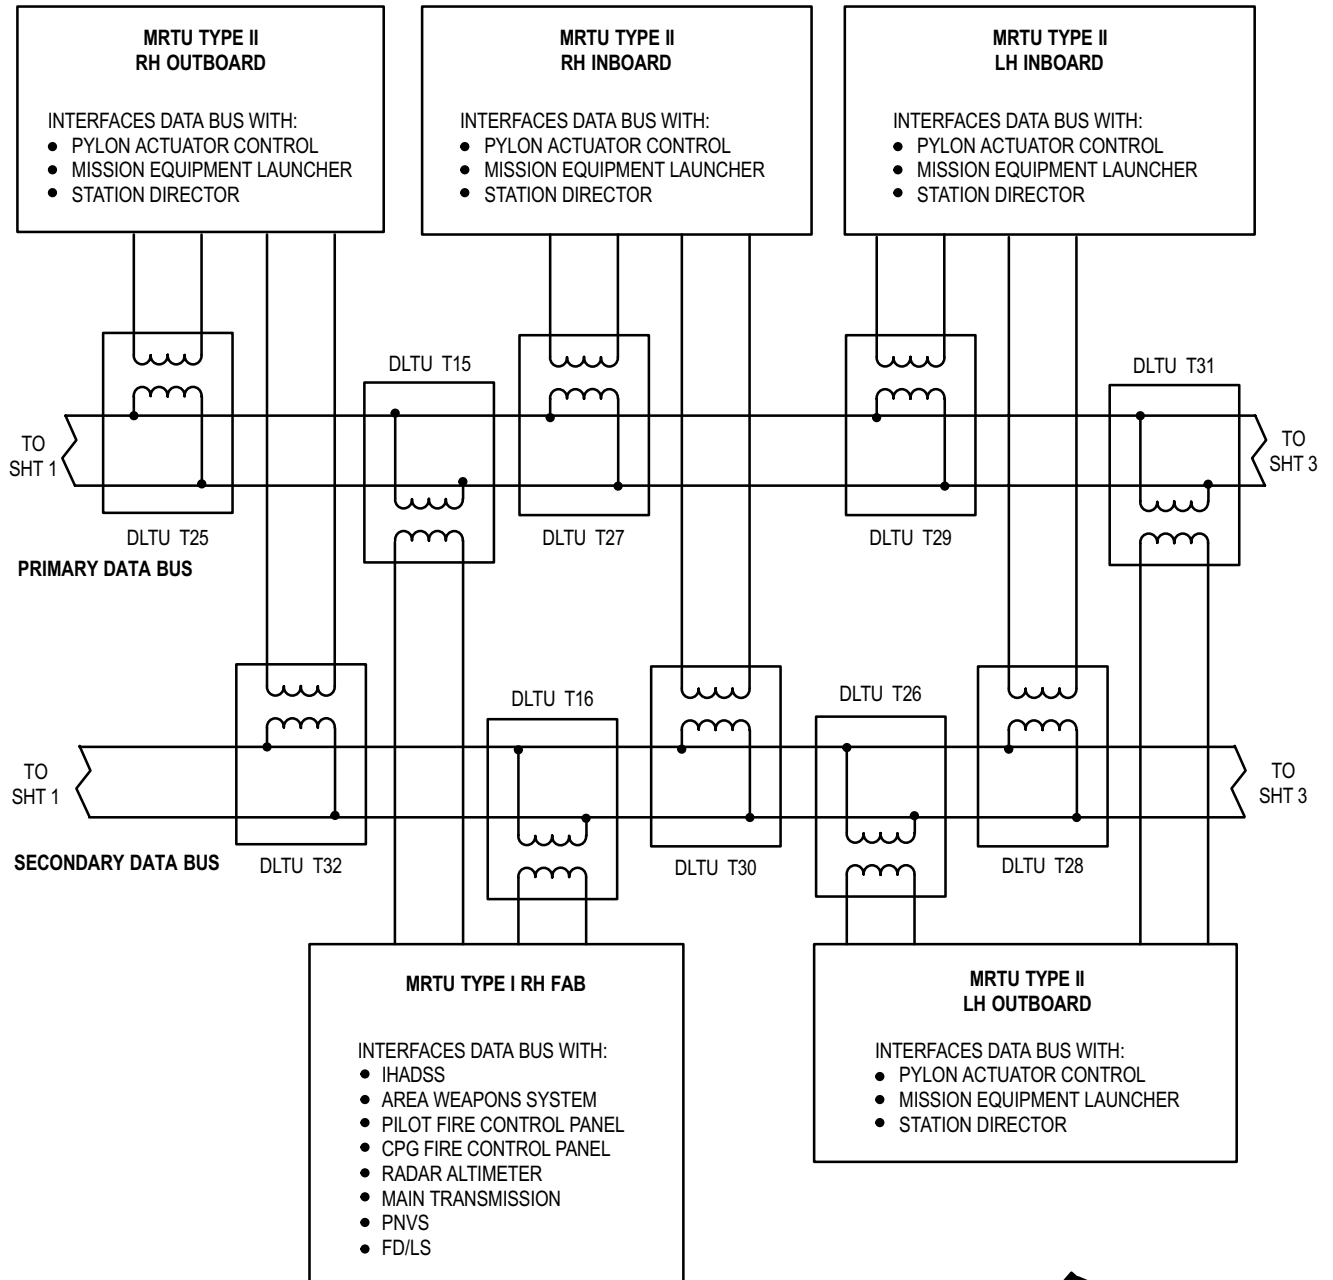 MRTU TYPE II
RH OUTBOARD
INTERFACES DATA BUS WITH:
● PYLON ACTUATOR CONTROL
● MISSION EQUIPMENT LAUNCHER
● STATION DIRECTOR
MRTU TYPE II
RH INBOARD
INTERFACES DATA BUS WITH:
● PYLON ACTUATOR CONTROL
● MISSION EQUIPMENT LAUNCHER
● STATION DIRECTOR
MRTU TYPE II
LH INBOARD
INTERFACES DATA BUS WITH:
● PYLON ACTUATOR CONTROL
● MISSION EQUIPMENT LAUNCHER
● STATION DIRECTOR
DLTU T15
DLTU T31
TO
SHT 1
TO
SHT 3
DLTU T25
DLTU T27
DLTU T29
PRIMARY DATA BUS
DLTU T16
DLTU T26
TO
SHT 1
TO
SHT 3
SECONDARY DATA BUS
DLTU T32
DLTU T30
DLTU T28
MRTU TYPE I RH FAB
INTERFACES DATA BUS WITH:
● IHADSS
● AREA WEAPONS SYSTEM
● PILOT FIRE CONTROL PANEL
● CPG FIRE CONTROL PANEL
● RADAR ALTIMETER
● MAIN TRANSMISSION
● PNVS
● FD/LS
MRTU TYPE II
LH OUTBOARD
INTERFACES DATA BUS WITH:
● PYLON ACTUATOR CONTROL
● MISSION EQUIPMENT LAUNCHER
● STATION DIRECTOR